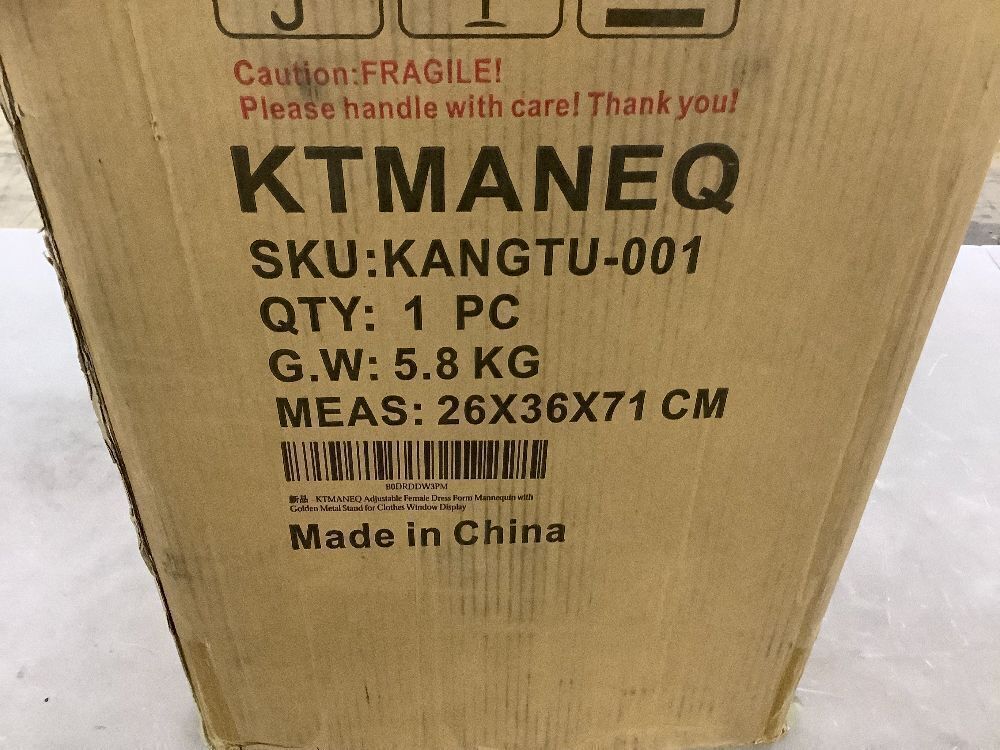 Caution:FRAGILE!
Please handle with care! Thank you!
KTMANEQ
SKU:KANGTU-001
QTY: 1 PC
G.W: 5.8 KG
MEAS: 26X36X71 CM
B0DRDDW3PM
新品 -KTMANEQ Adjustable Female Dress Form Mannequin with
Golden Metal Stand for Clothes Window Display
Made in China